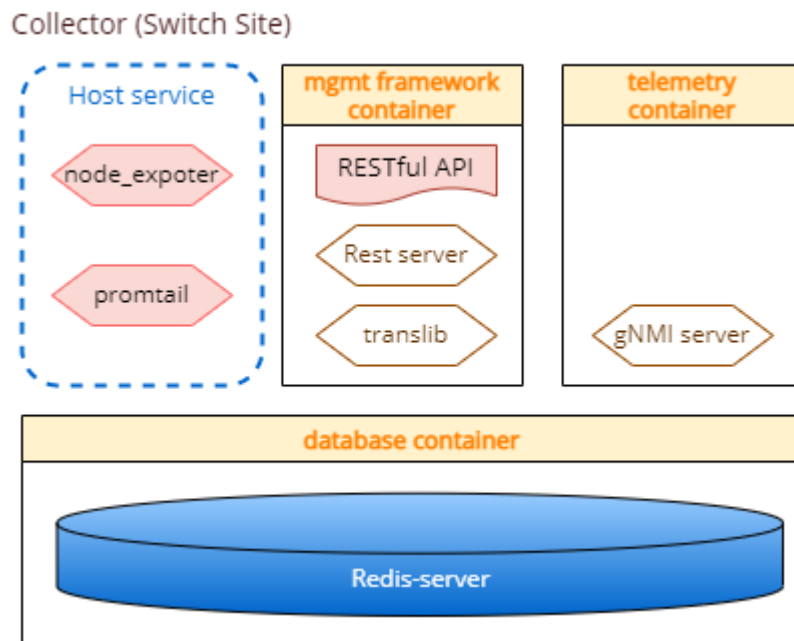 Collector (Switch Site)
Host service
node_expoter
promtail
mgmt framework
container
RESTful API
Rest server
translib
telemetry
container
gNMI server
database container
Redis-server